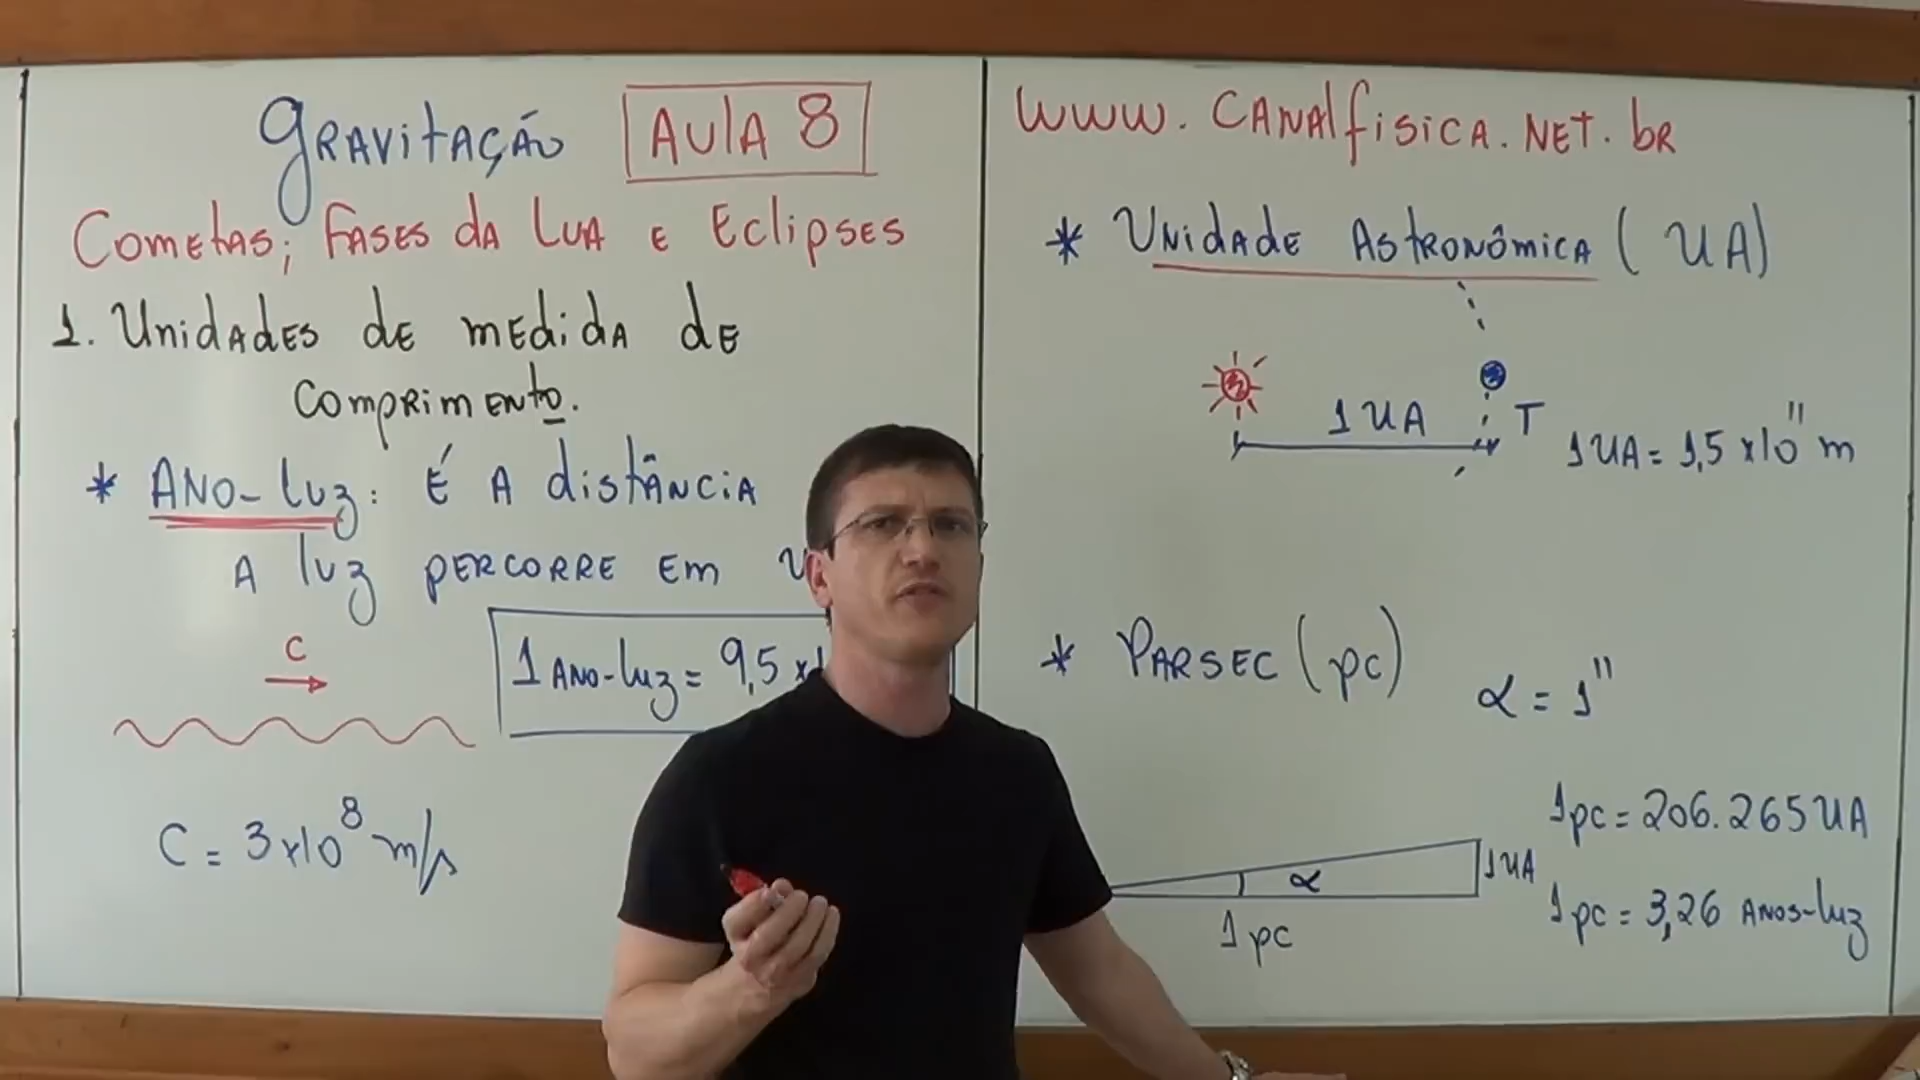 Gravitação Aula 8
Cometas; Fases da Lua e Eclipses
1. Unidades de medida de
comprimento.
* Ano-luz: É a distância
a luz percorre em
1 Ano-luz = 9,5 x
C
C = 3x10⁸ m/s
www.canalfisica.net.br
* Unidade Astronômica (UA)
1 UA
T
1 UA = 1,5 x10¹¹ m
* Parsec (pc)
α = 1"
1 pc = 206.265 UA
α
1 UA
1 pc = 3,26 Anos-luz
1 pc